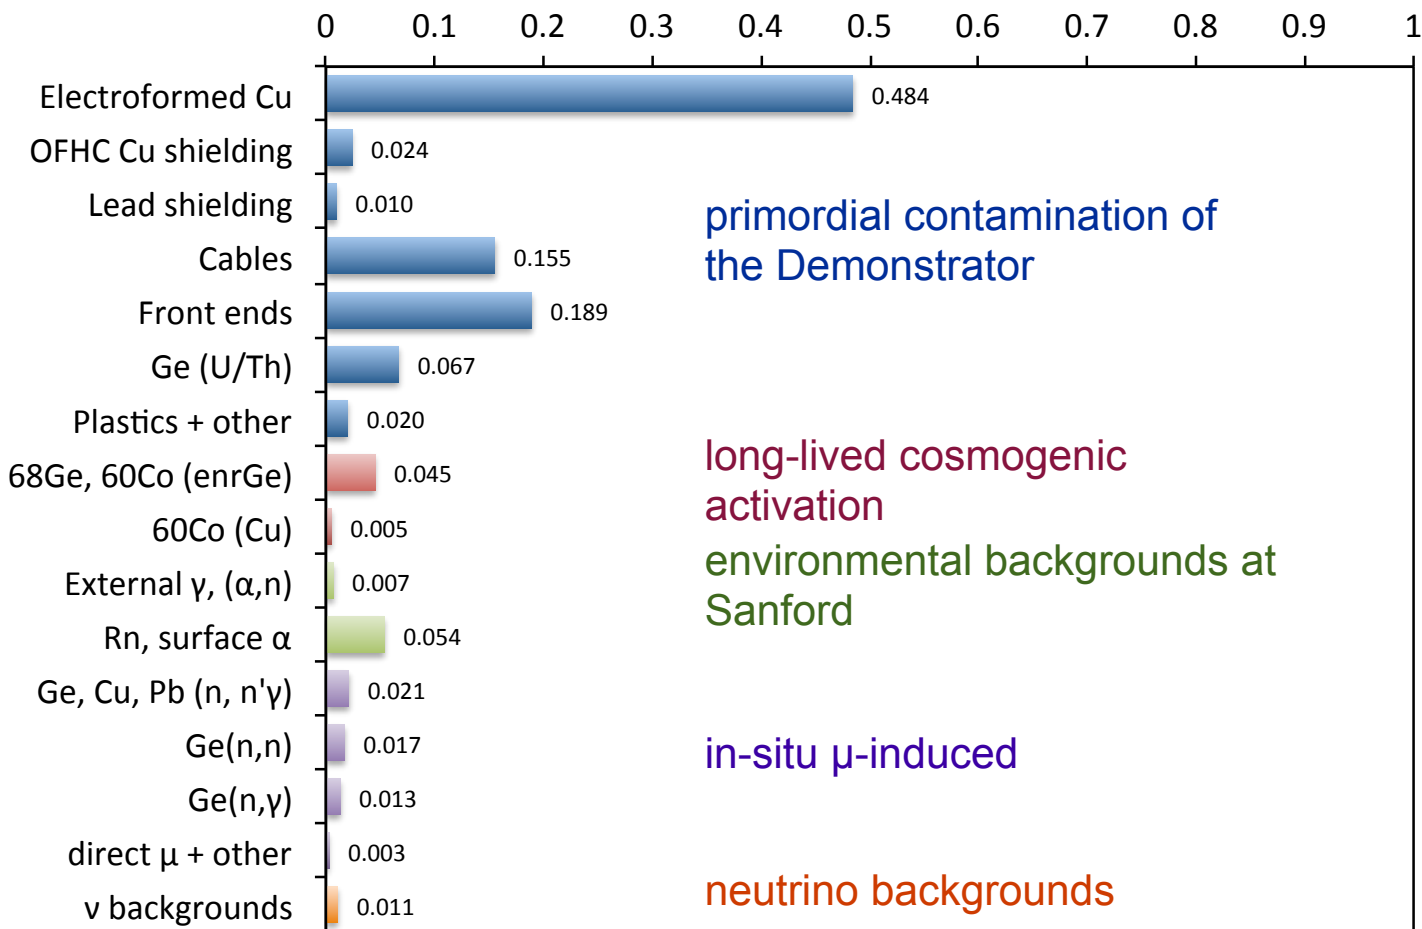 0 0.1 0.2 0.3 0.4 0.5 0.6 0.7 0.8 0.9 1
Electroformed Cu 0.484
OFHC Cu shielding 0.024
Lead shielding 0.010
primordial contamination of
the Demonstrator
Cables 0.155
Front ends 0.189
Ge (U/Th) 0.067
Plastics + other 0.020
long-lived cosmogenic
activation
68Ge, 60Co (enrGe) 0.045
60Co (Cu) 0.005
environmental backgrounds at
Sanford
External γ, (α,n) 0.007
Rn, surface α 0.054
Ge, Cu, Pb (n, n'γ) 0.021
Ge(n,n) 0.017
in-situ μ-induced
Ge(n,γ) 0.013
direct μ + other 0.003
neutrino backgrounds
ν backgrounds 0.011